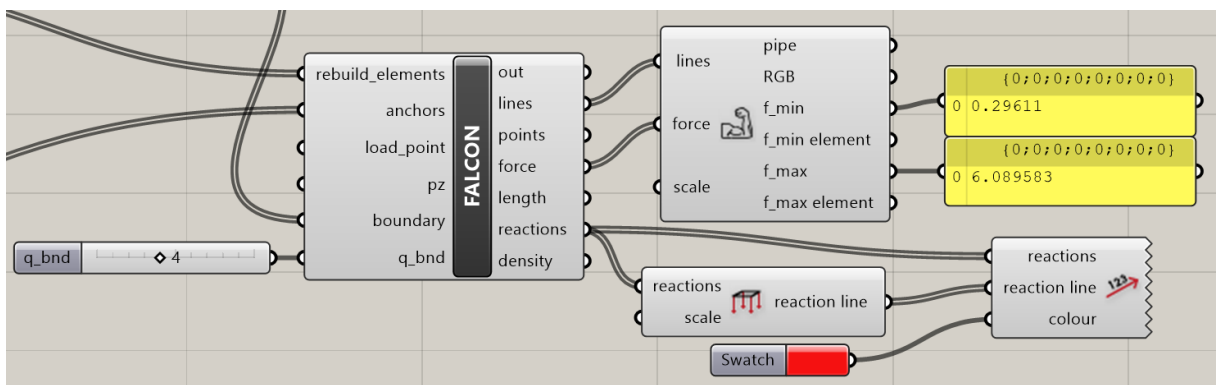 rebuild_elements
anchors
load_point
pz
boundary
q_bnd
FALCON
out
lines
points
force
length
reactions
density
q_bnd
4
lines
force
scale
pipe
RGB
f_min
f_min element
f_max
f_max element
{0;0;0;0;0;0;0;0}
0 0.29611
{0;0;0;0;0;0;0;0}
0 6.089583
reactions
scale
reaction line
reactions
reaction line
colour
123
Swatch